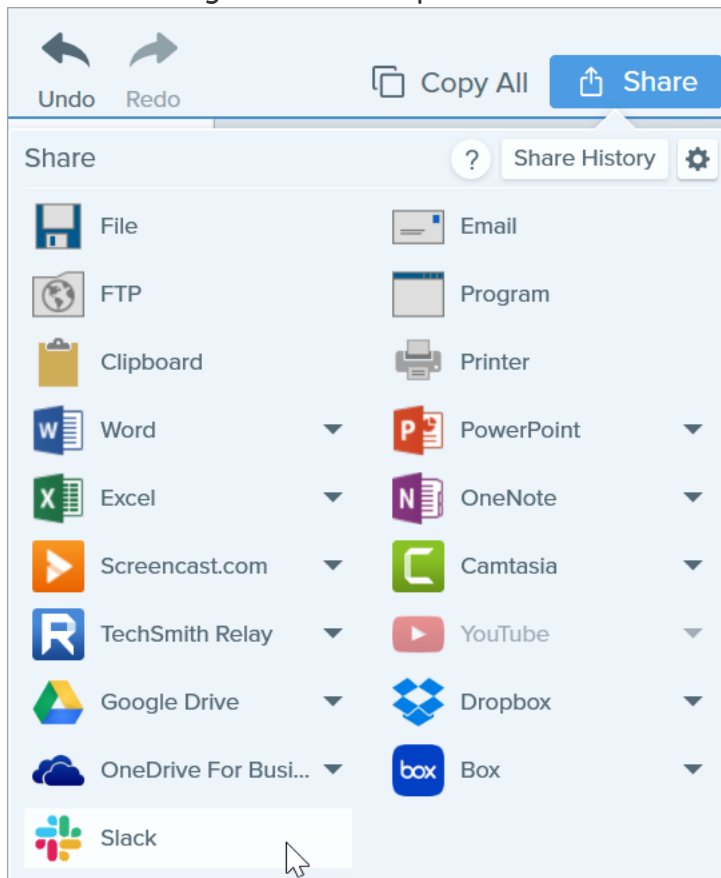 Undo Redo Copy All Share
Share ? Share History
File Email
FTP Program
Clipboard Printer
W Word P PowerPoint
X Excel N OneNote
Screencast.com C Camtasia
R TechSmith Relay YouTube
Google Drive Dropbox
OneDrive For Busi... box Box
Slack